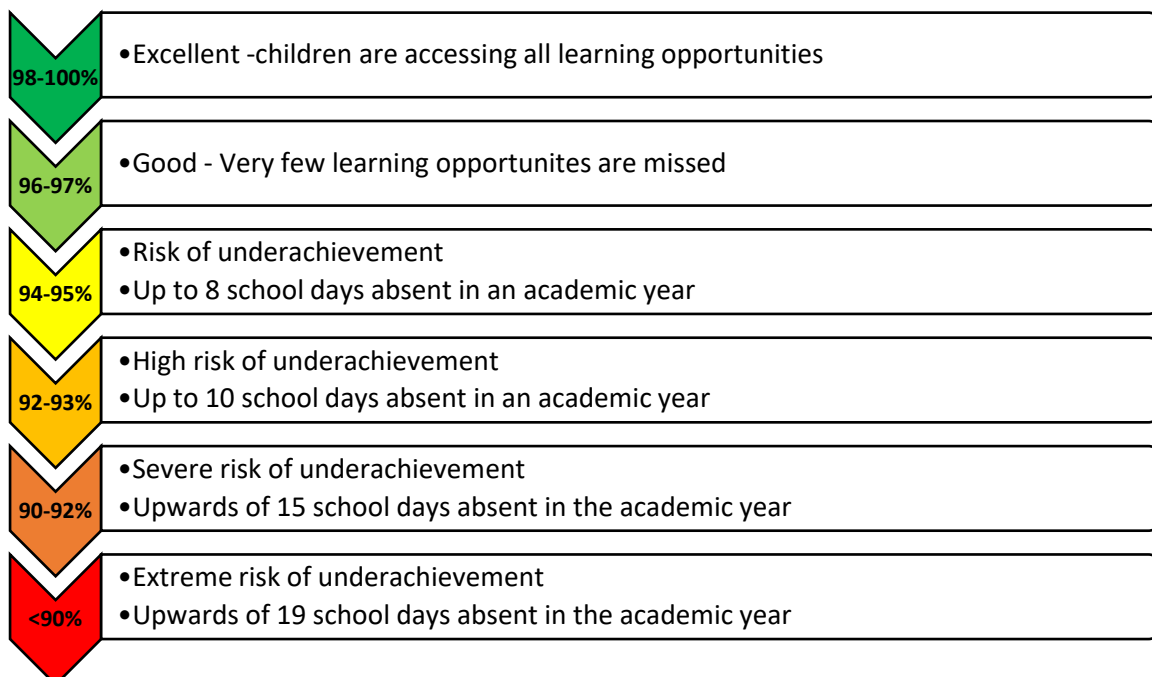 98-100%
•Excellent -children are accessing all learning opportunities
96-97%
•Good - Very few learning opportunites are missed
94-95%
•Risk of underachievement
•Up to 8 school days absent in an academic year
92-93%
•High risk of underachievement
•Up to 10 school days absent in an academic year
90-92%
•Severe risk of underachievement
•Upwards of 15 school days absent in the academic year
<90%
•Extreme risk of underachievement
•Upwards of 19 school days absent in the academic year